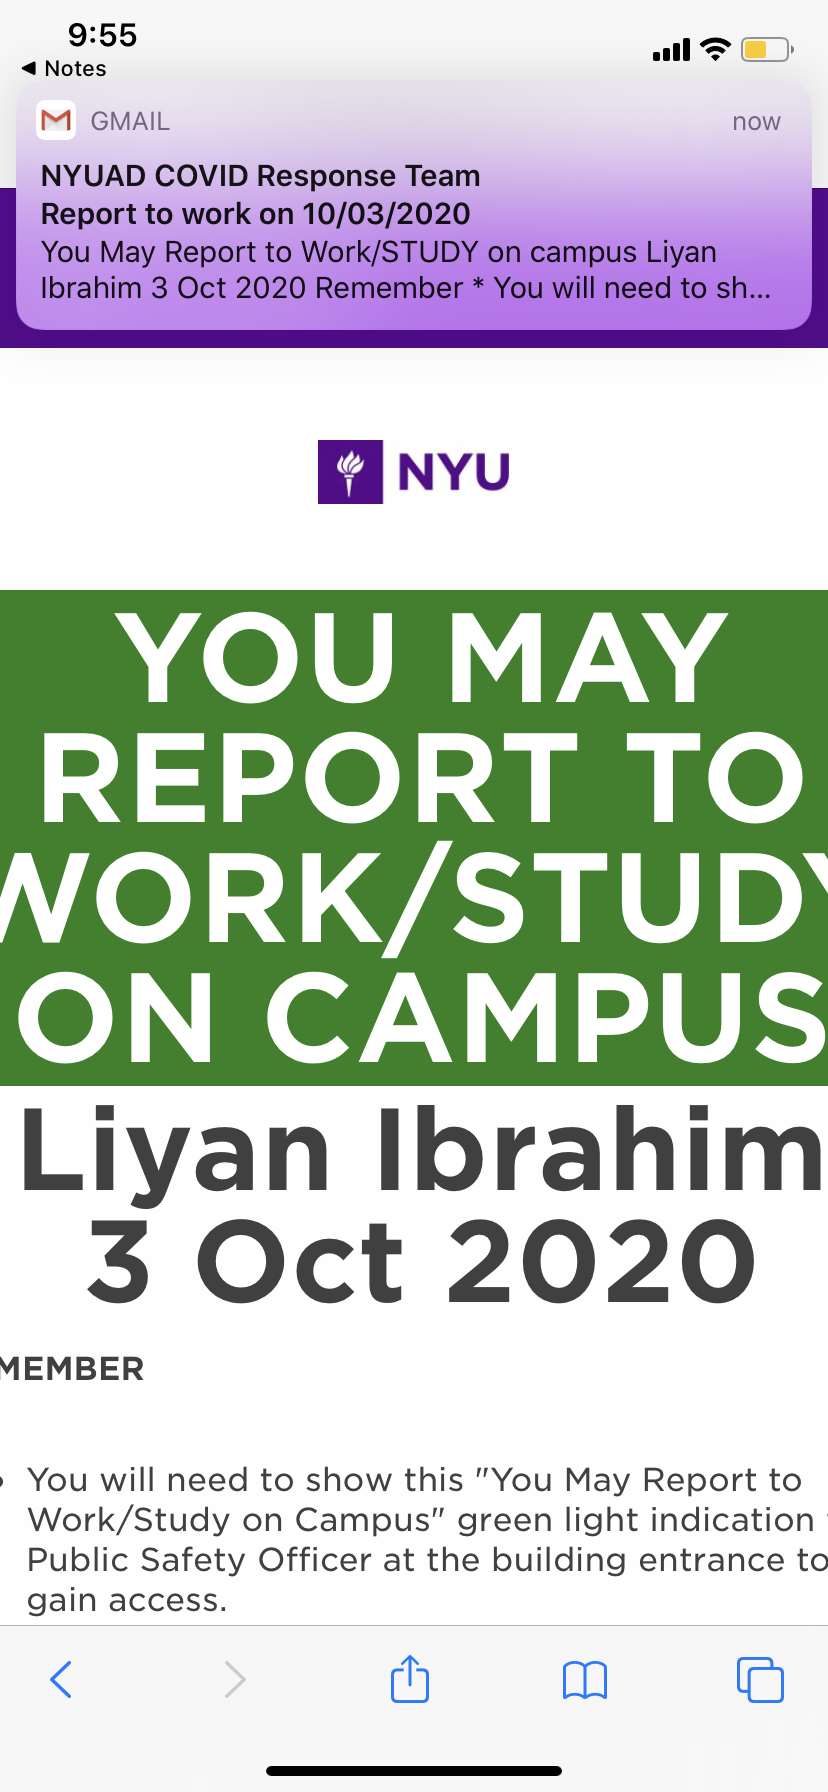 9:55
Notes
GMAIL
now
NYUAD COVID Response Team
Report to work on 10/03/2020
You May Report to Work/STUDY on campus Liyan
Ibrahim 3 Oct 2020 Remember * You will need to sh...
NYU
YOU MAY
REPORT TO
WORK/STUDY
ON CAMPUS
Liyan Ibrahim
3 Oct 2020
MEMBER
• You will need to show this "You May Report to
Work/Study on Campus" green light indication
Public Safety Officer at the building entrance to
gain access.